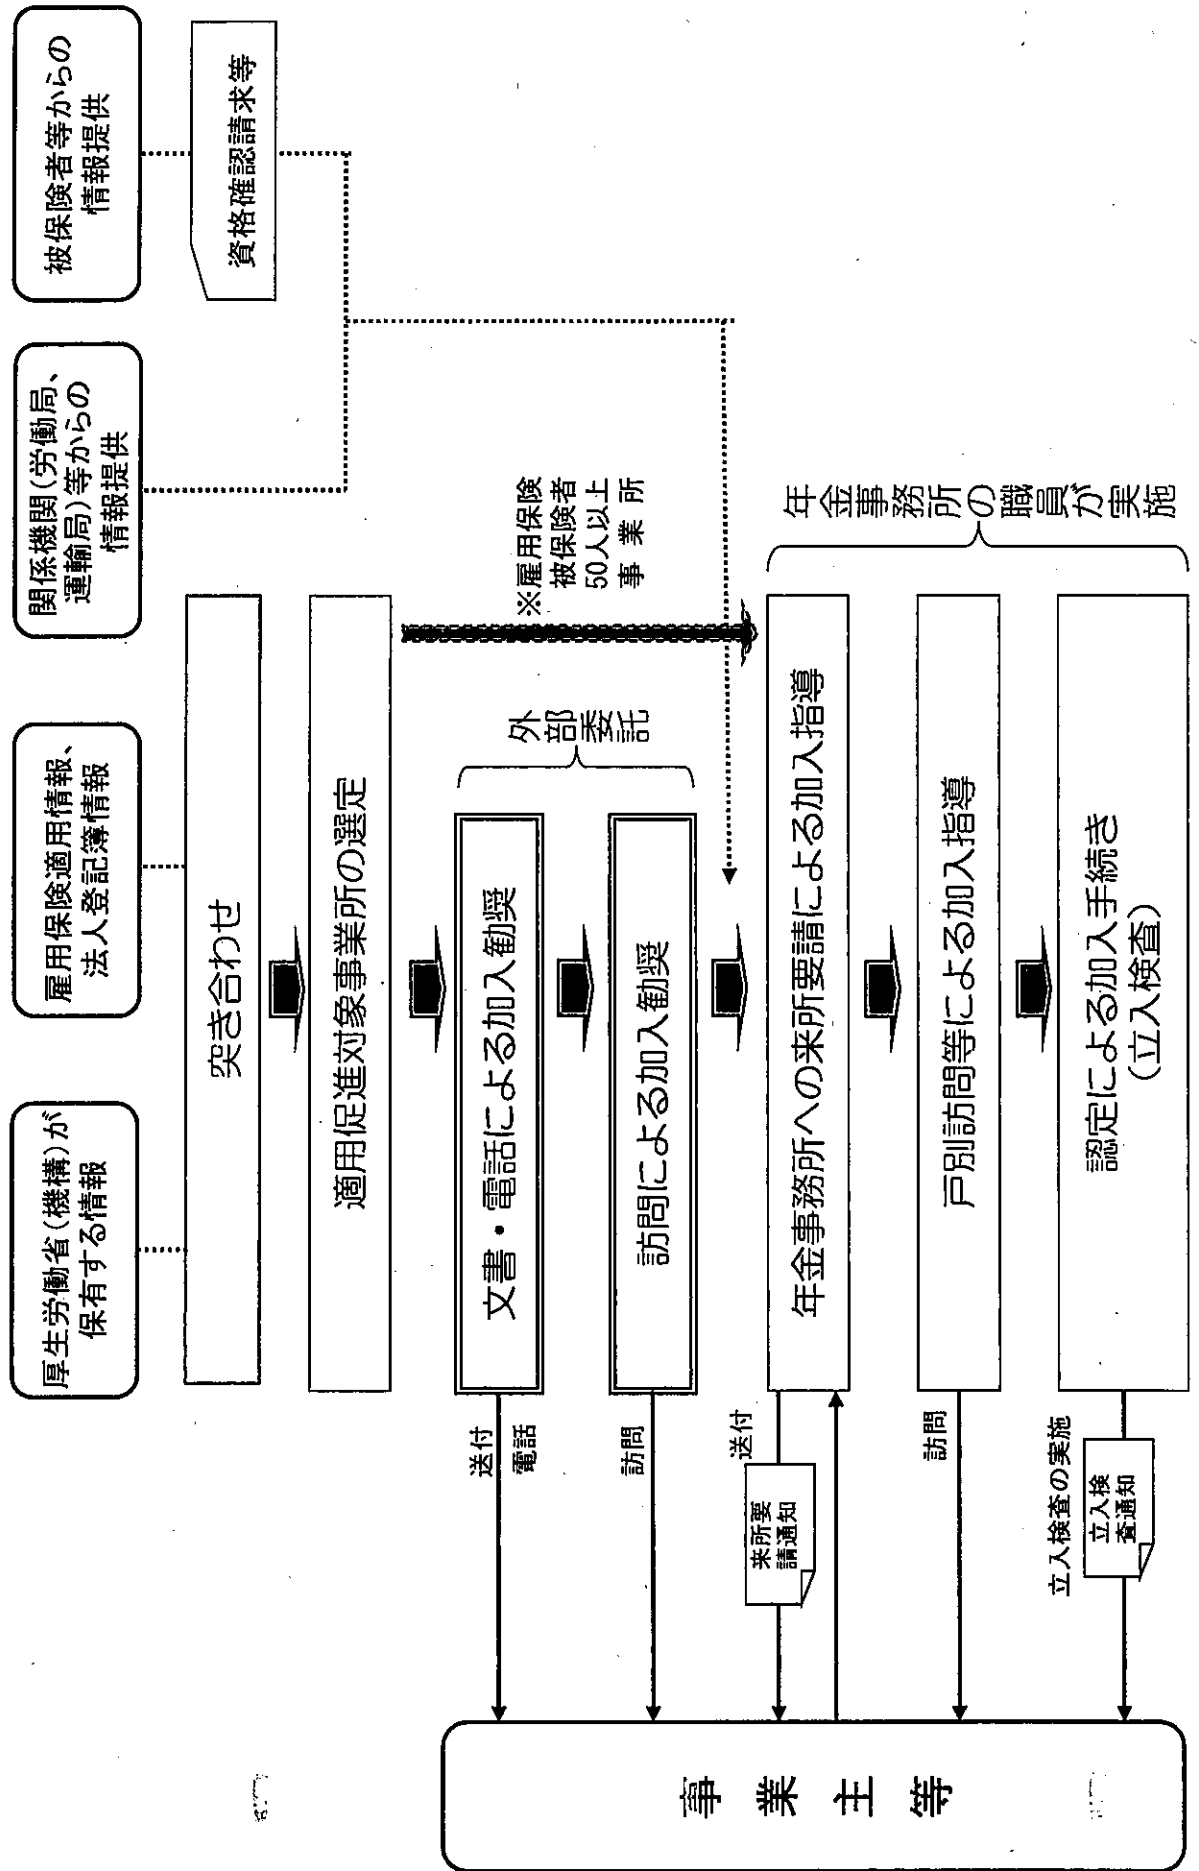 厚生労働省(機構)が
保有する情報
雇用保険適用情報、
法人登記簿情報
関係機関(労働局、
運輸局)等からの
情報提供
被保険者等からの
情報提供
資格確認請求等
突き合わせ
適用促進対象事業所の選定
※雇用保険
被保険者
50人以上
事業所
文書・電話による加入勧奨
送付
電話
外部委託
訪問による加入勧奨
訪問
年金事務所への来所要請による加入指導
送付
来所要
請通知
年金事務所の職員が実施
戸別訪問等による加入指導
訪問
認定による加入手続き
(立入検査)
立入検査の実施
立入検
査通知
事業主等